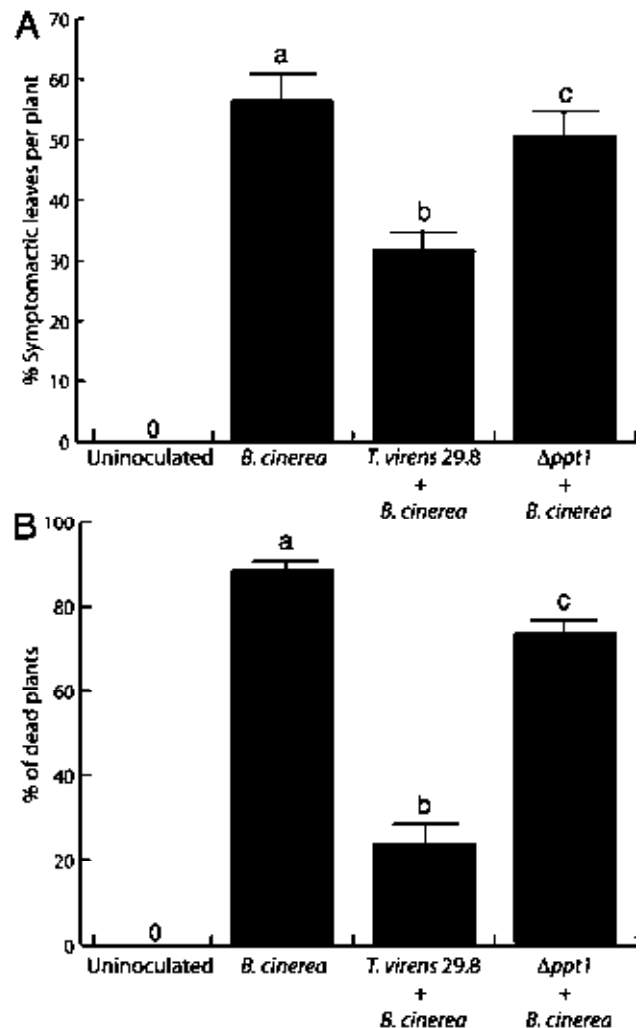 A
% Symptomactic leaves per plant
70
60
50
40
30
20
10
0
a
b
c
0
Uninoculated
B. cinerea
T. virens 29.8
+
B. cinerea
Δppt1
+
B. cinerea
B
% of dead plants
100
80
60
40
20
0
a
b
c
0
Uninoculated
B. cinerea
T. virens 29.8
+
B. cinerea
Δppt1
+
B. cinerea